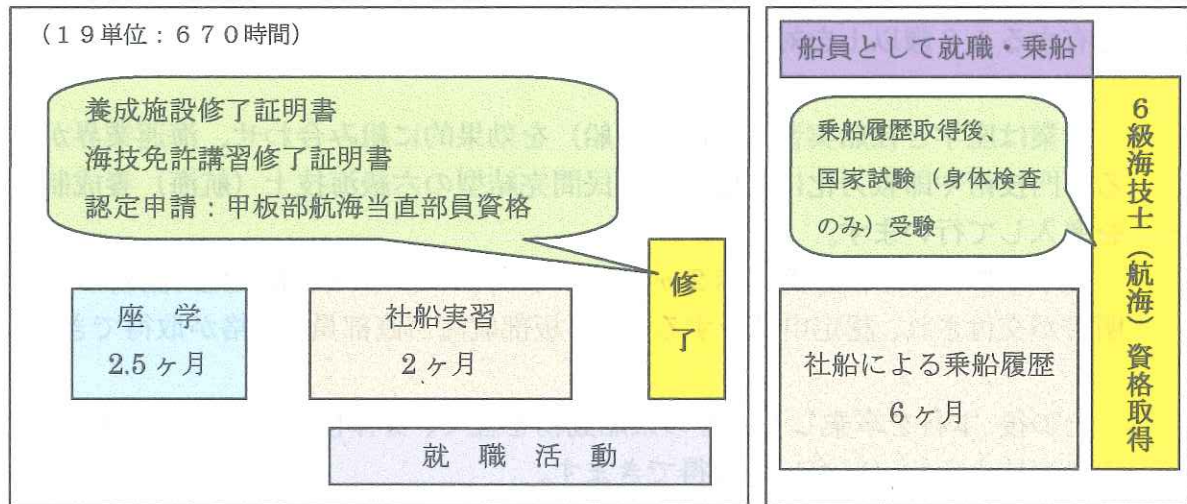 (19単位：670時間)
養成施設修了証明書
海技免許講習修了証明書
認定申請：甲板部航海当直部員資格
修了
座 学
2.5 ヶ月
社船実習
2 ヶ月
就 職 活 動
船員として就職・乗船
乗船履歴取得後、
国家試験（身体検査
のみ）受験
社船による乗船履歴
6 ヶ月
6級海技士（航海）資格取得